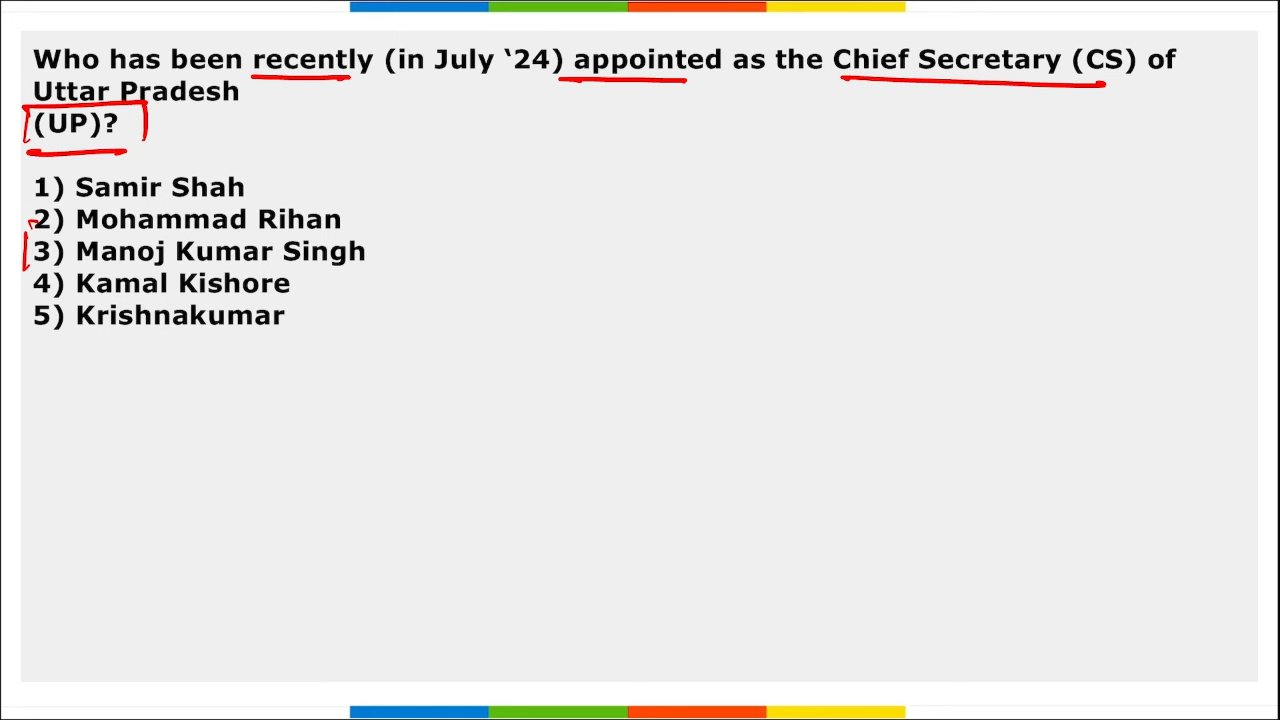 Who has been recently (in July ‘24) appointed as the Chief Secretary (CS) of
Uttar Pradesh
(UP)?
1) Samir Shah
2) Mohammad Rihan
3) Manoj Kumar Singh
4) Kamal Kishore
5) Krishnakumar